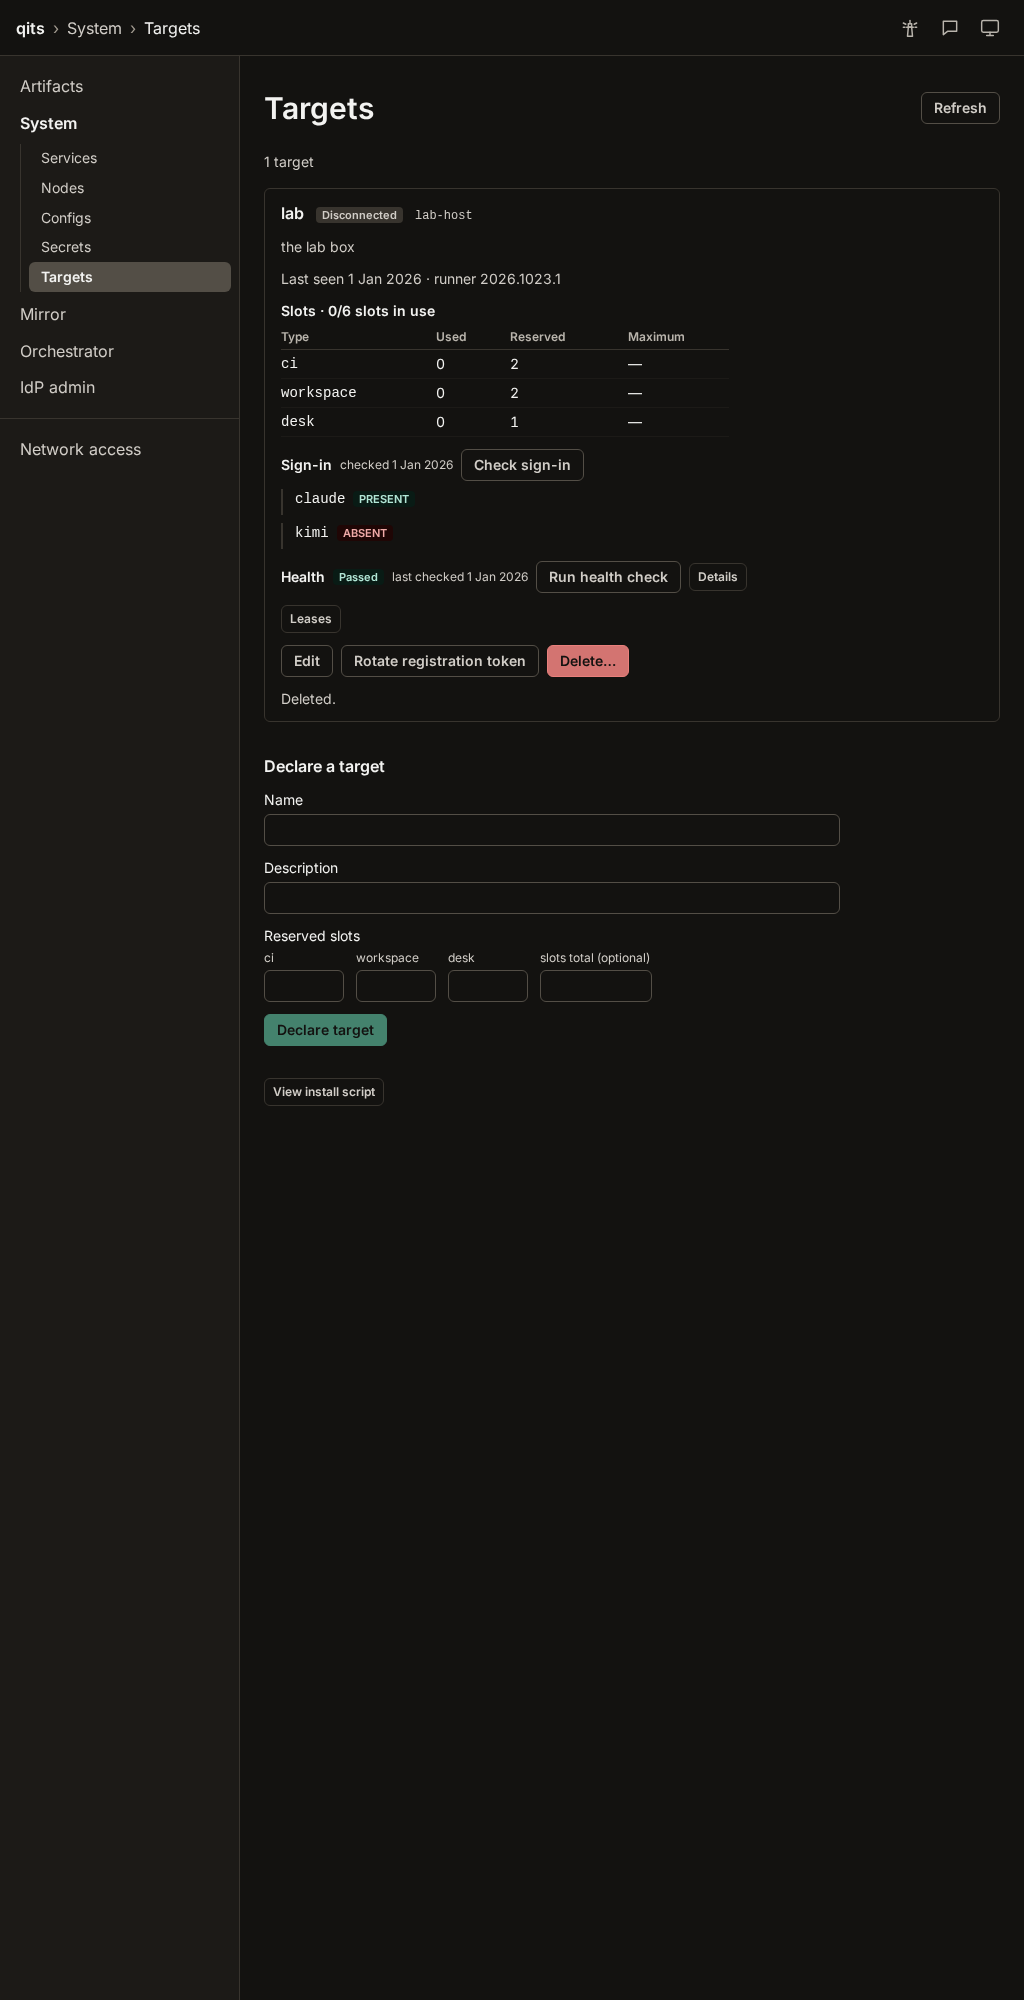 qits › System › Targets
Artifacts
System
Services
Nodes
Configs
Secrets
Targets
Mirror
Orchestrator
IdP admin
Network access
Targets
Refresh
1 target
lab Disconnected lab-host
the lab box
Last seen 1 Jan 2026 · runner 2026.1023.1
Slots · 0/6 slots in use
Type Used Reserved Maximum
ci 0 2 —
workspace 0 2 —
desk 0 1 —
Sign-in checked 1 Jan 2026 Check sign-in
claude PRESENT
kimi ABSENT
Health Passed last checked 1 Jan 2026 Run health check Details
Leases
Edit Rotate registration token Delete…
Deleted.
Declare a target
Name
Description
Reserved slots
ci workspace desk slots total (optional)
Declare target
View install script